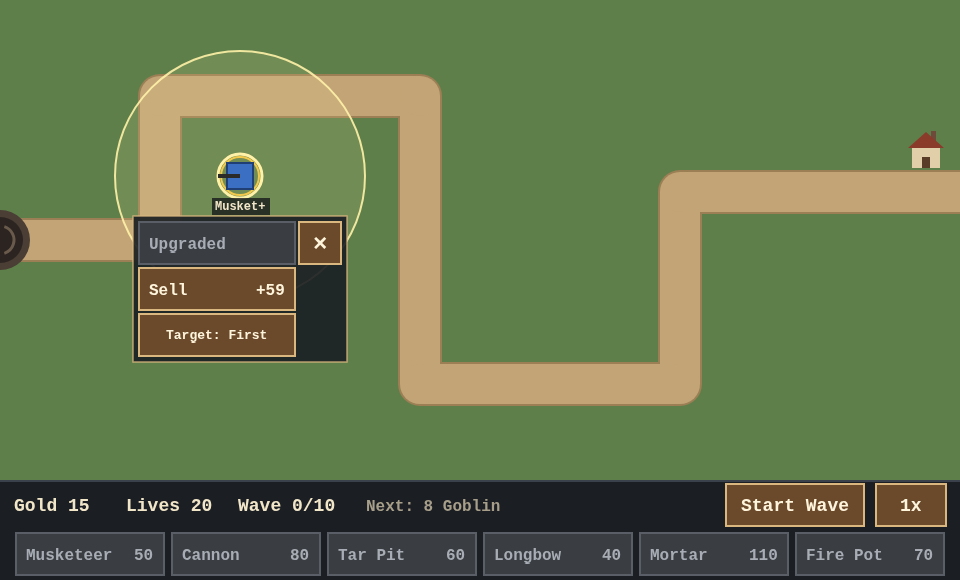 Musket+
Upgraded ×
Sell +59
Target: First
Gold 15 Lives 20 Wave 0/10 Next: 8 Goblin Start Wave 1x
Musketeer 50 Cannon 80 Tar Pit 60 Longbow 40 Mortar 110 Fire Pot 70